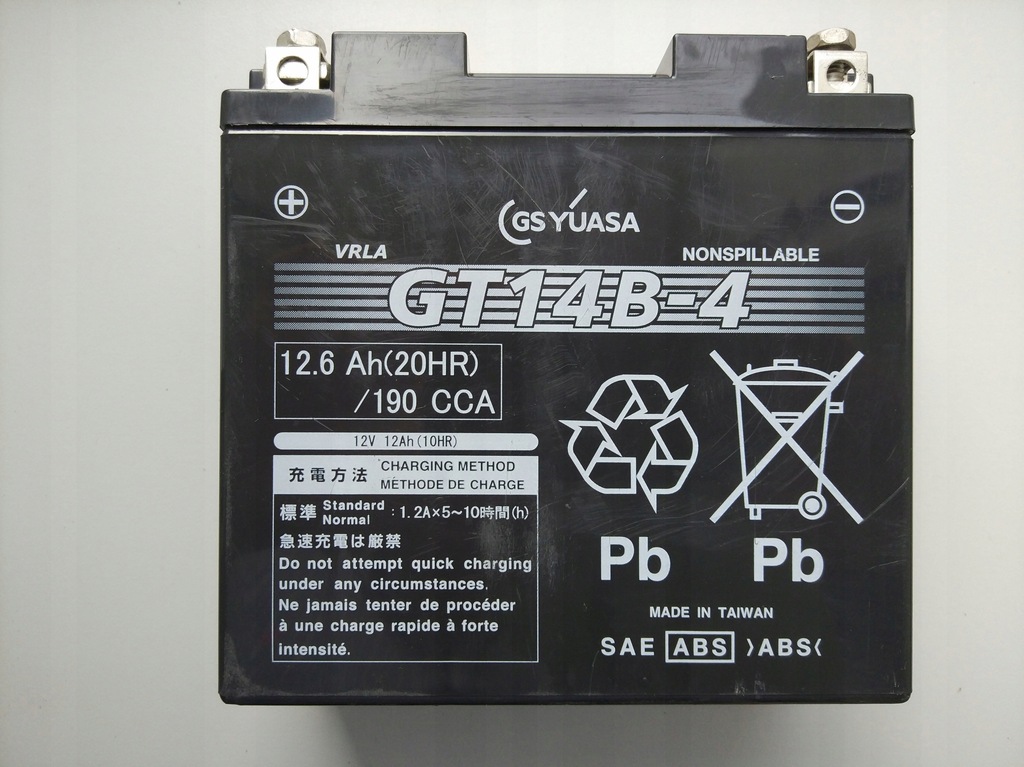 GS YUASA
VRLA
NONSPILLABLE
GT14B-4
12.6 Ah(20HR)
/190 CCA
12V 12Ah(10HR)
充電方法 CHARGING METHOD
MÉTHODE DE CHARGE
標準 Standard Normal : 1.2A×5~10時間(h)
急速充電は厳禁
Do not attempt quick charging
under any circumstances.
Ne jamais tenter de procéder
à une charge rapide à forte
intensité.
Pb Pb
MADE IN TAIWAN
SAE ABS >ABS<